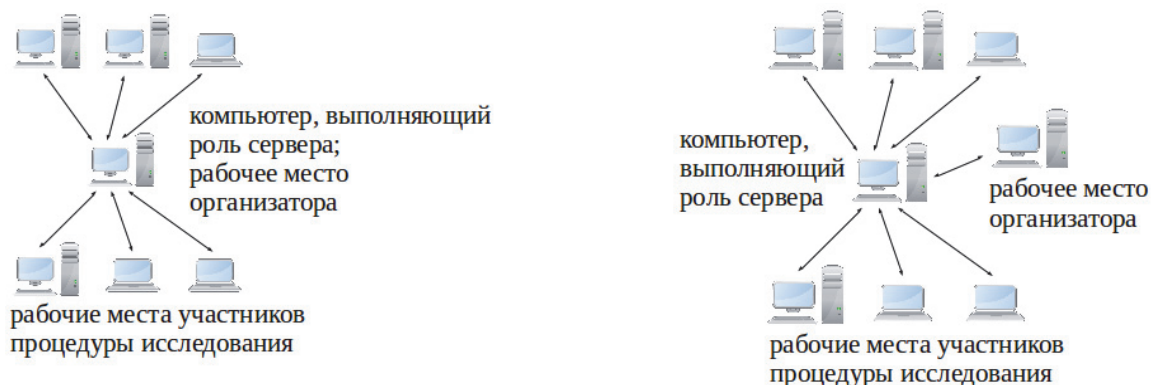 компьютер, выполняющий
роль сервера;
рабочее место
организатора
рабочие места участников
процедуры исследования
компьютер,
выполняющий
роль сервера
рабочее место
организатора
рабочие места участников
процедуры исследования